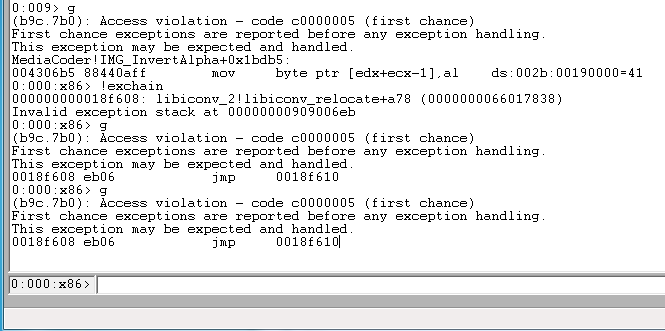 0:009> g
(b9c.7b0): Access violation - code c0000005 (first chance)
First chance exceptions are reported before any exception handling.
This exception may be expected and handled.
MediaCoder!IMG_InvertAlpha+0x1bdb5:
004306b5 88440aff        mov     byte ptr [edx+ecx-1],al    ds:002b:00190000=41
0:000:x86> !exchain
000000000018f608: libiconv_2!libiconv_relocate+a78 (0000000066017838)
Invalid exception stack at 00000000909006eb
0:000:x86> g
(b9c.7b0): Access violation - code c0000005 (first chance)
First chance exceptions are reported before any exception handling.
This exception may be expected and handled.
0018f608 eb06            jmp     0018f610
0:000:x86> g
(b9c.7b0): Access violation - code c0000005 (first chance)
First chance exceptions are reported before any exception handling.
This exception may be expected and handled.
0018f608 eb06            jmp     0018f610
0:000:x86>